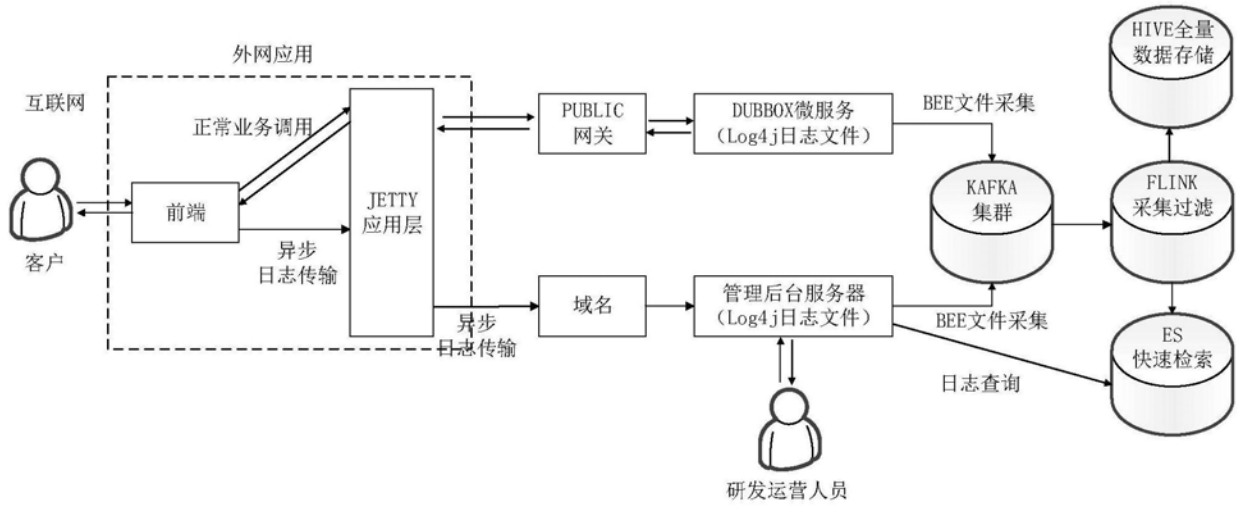 外网应用
互联网
正常业务调用
客户
前端
异步
日志传输
JETTY
应用层
PUBLIC
网关
DUBBOX微服务
（Log4j日志文件）
BEE文件采集
KAFKA
集群
HIVE全量
数据存储
FLINK
采集过滤
异步
日志传输
域名
管理后台服务器
（Log4j日志文件）
BEE文件采集
日志查询
ES
快速检索
研发运营人员